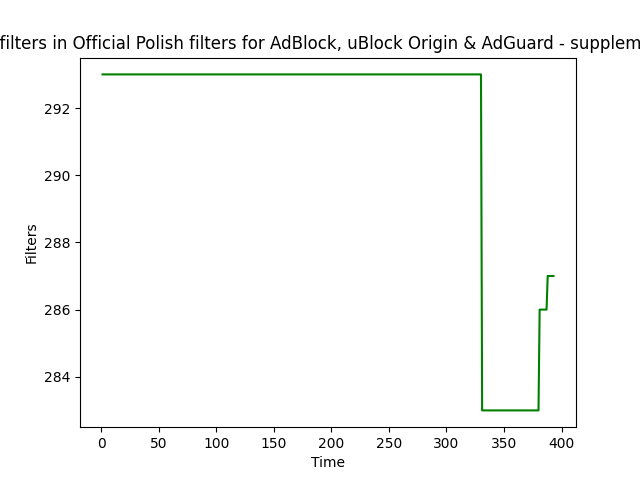 filters in Official Polish filters for AdBlock, uBlock Origin & AdGuard - supplem
292
290
288
286
284
Filters
0 50 100 150 200 250 300 350 400
Time